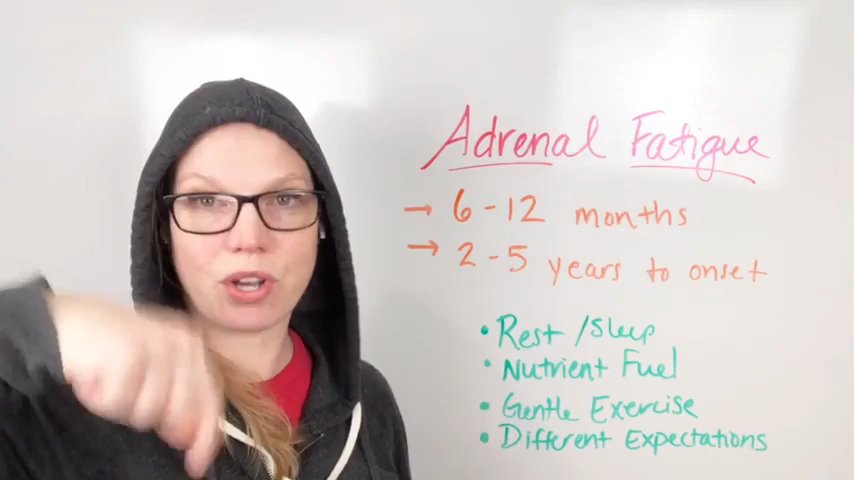 Adrenal Fatigue
→ 6-12 months
→ 2-5 years to onset
• Rest/Sleep
• Nutrient Fuel
• Gentle Exercise
• Different Expectations